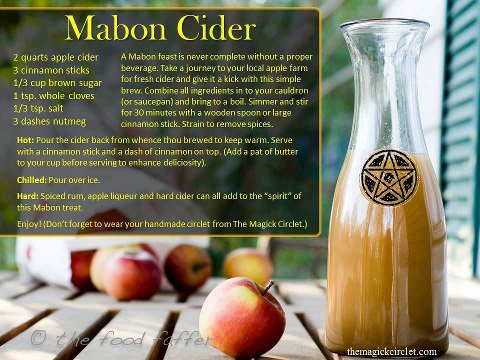 Mabon Cider
2 quarts apple cider
3 cinnamon sticks
1/3 cup brown sugar
1 tsp. whole cloves
1/3 tsp. salt
3 dashes nutmeg
A Mabon feast is never complete without a proper
beverage. Take a journey to your local apple farm
for fresh cider and give it a kick with this simple
brew. Combine all ingredients in to your cauldron
(or saucepan) and bring to a boil. Simmer and stir
for 30 minutes with a wooden spoon or large
cinnamon stick. Strain to remove spices.
Hot: Pour the cider back from whence thou brewed to keep warm. Serve
with a cinnamon stick and a dash of cinnamon on top. (Add a pat of butter
to your cup before serving to enhance deliciosity).
Chilled: Pour over ice.
Hard: Spiced rum, apple liqueur and hard cider can all add to the “spirit” of
this Mabon treat.
Enjoy! (Don’t forget to wear your handmade circlet from The Magick Circlet.)
© the food faffer
themagickcirclet.com